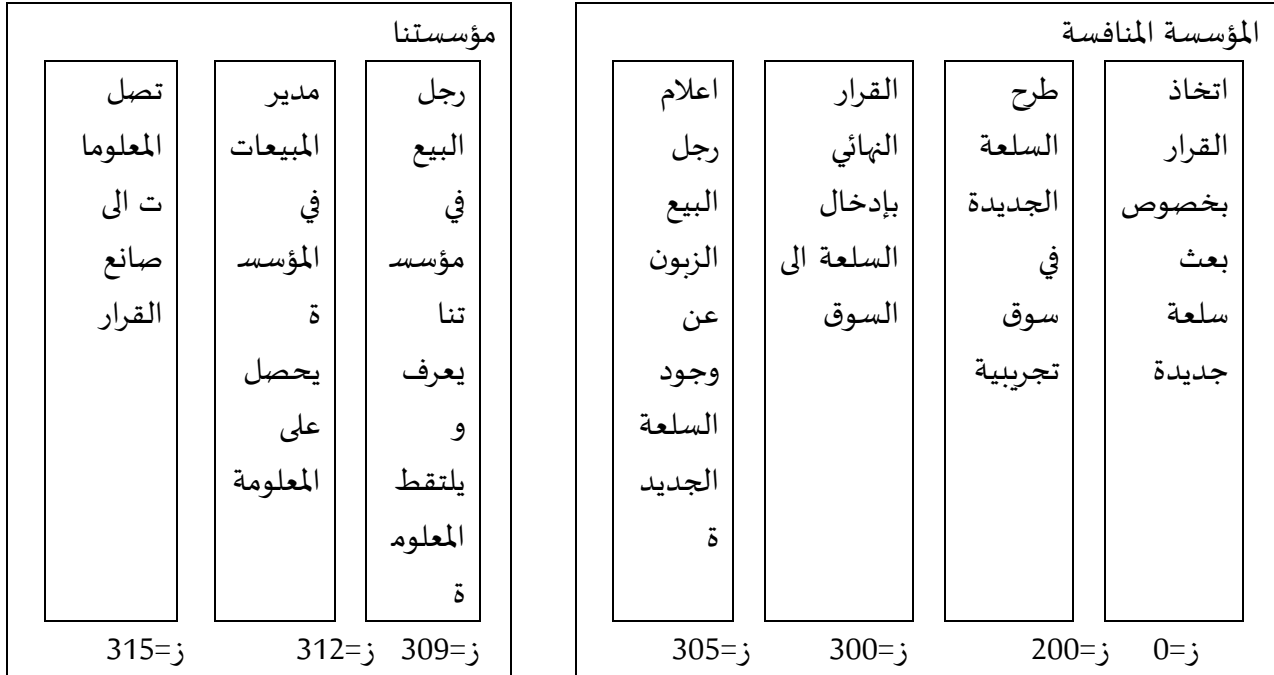 المؤسسة المنافسة
اتخاذ
القرار
بخصوص
بعث
سلعة
جديدة
ز=0
طرح
السلعة
الجديدة
في
سوق
تجريبية
ز=200
القرار
النهائي
بإدخال
السلعة الى
السوق
ز=300
اعلام
رجل
البيع
الزبون
عن
وجود
السلعة
الجديد
ة
ز=305
مؤسستنا
رجل
البيع
في
مؤسس
تنا
يعرف
و
يلتقط
المعلوم
ة
ز=309
مدير
المبيعات
في
المؤسس
ة
يحصل
على
المعلومة
ز=312
تصل
المعلوما
ت الى
صانع
القرار
ز=315